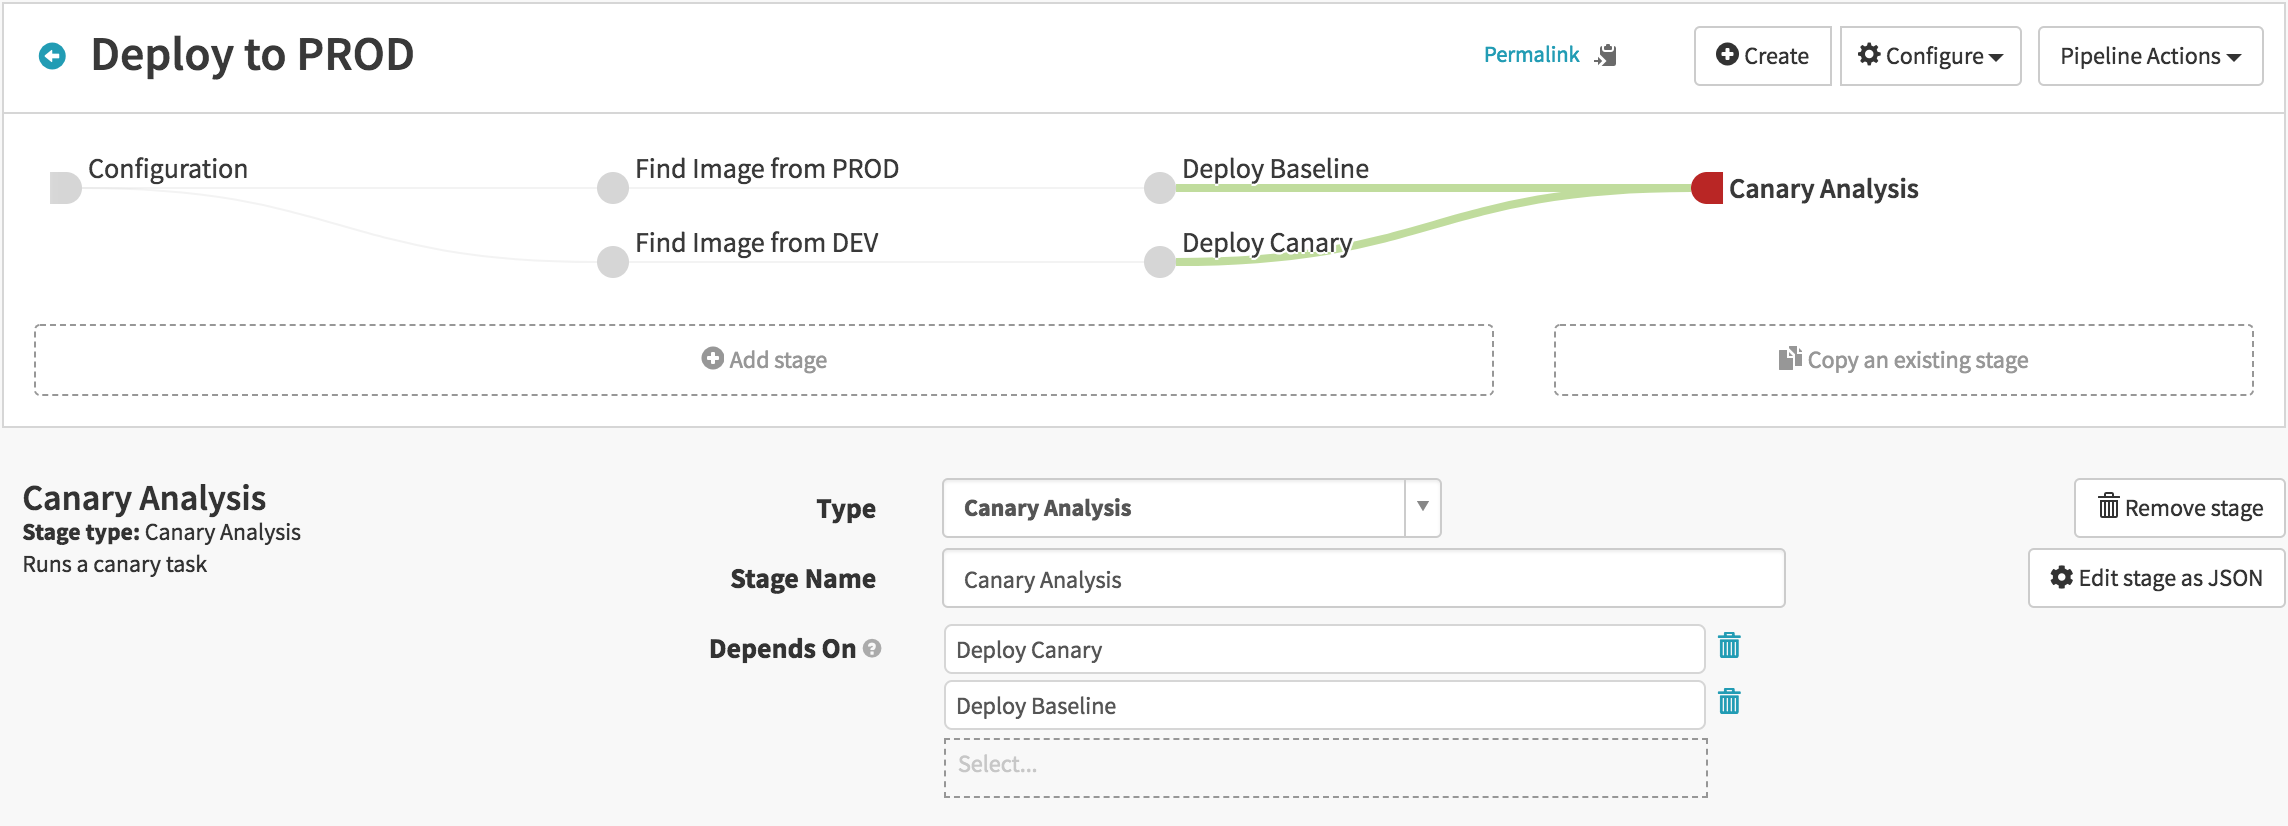 Deploy to PROD
Permalink
Create
Configure
Pipeline Actions
Configuration
Find Image from PROD
Deploy Baseline
Canary Analysis
Find Image from DEV
Deploy Canary
Add stage
Copy an existing stage
Canary Analysis
Stage type: Canary Analysis
Runs a canary task
Type
Canary Analysis
Remove stage
Stage Name
Canary Analysis
Edit stage as JSON
Depends On ?
Deploy Canary
Deploy Baseline
Select...